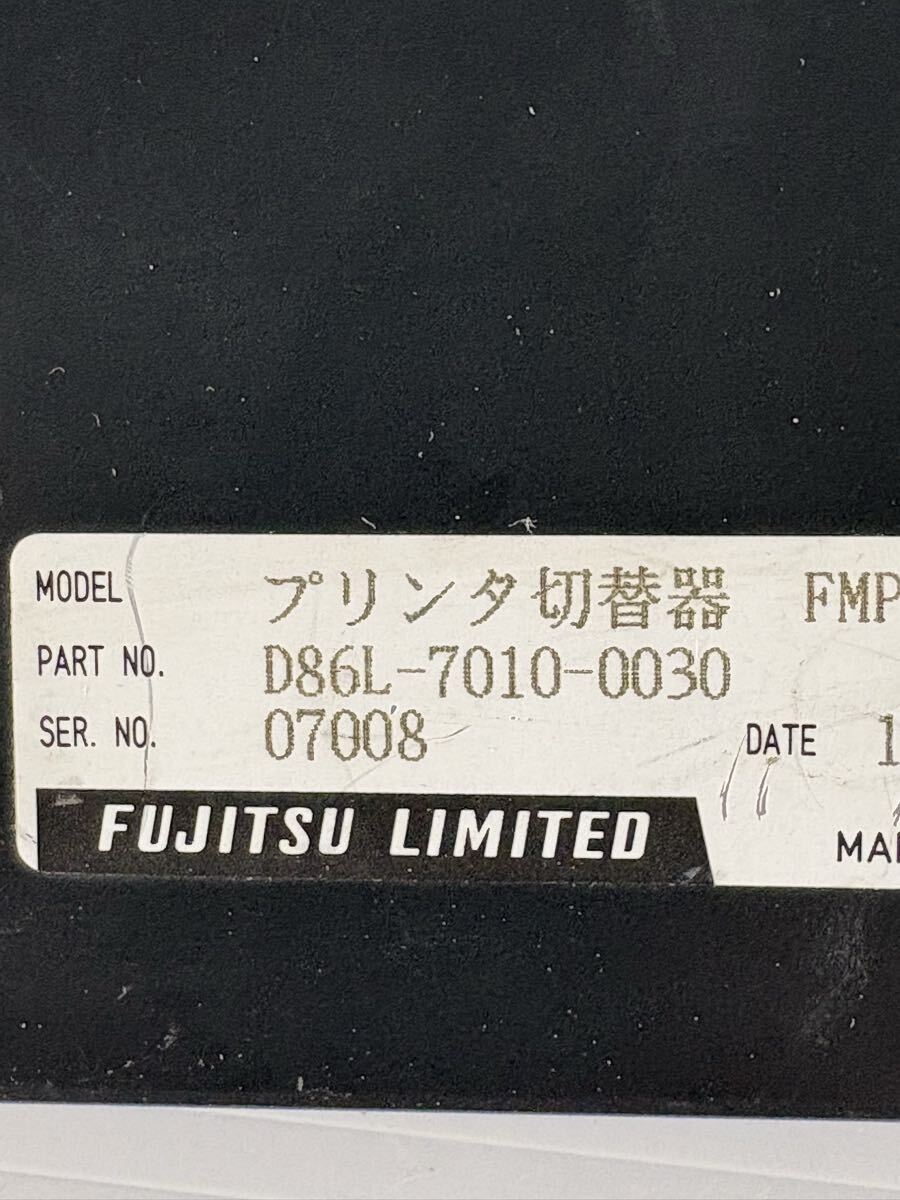 MODEL プリンタ切替器 FMP
PART NO. D86L-7010-0030
SER. NO. 07008 DATE 1
FUJITSU LIMITED MA